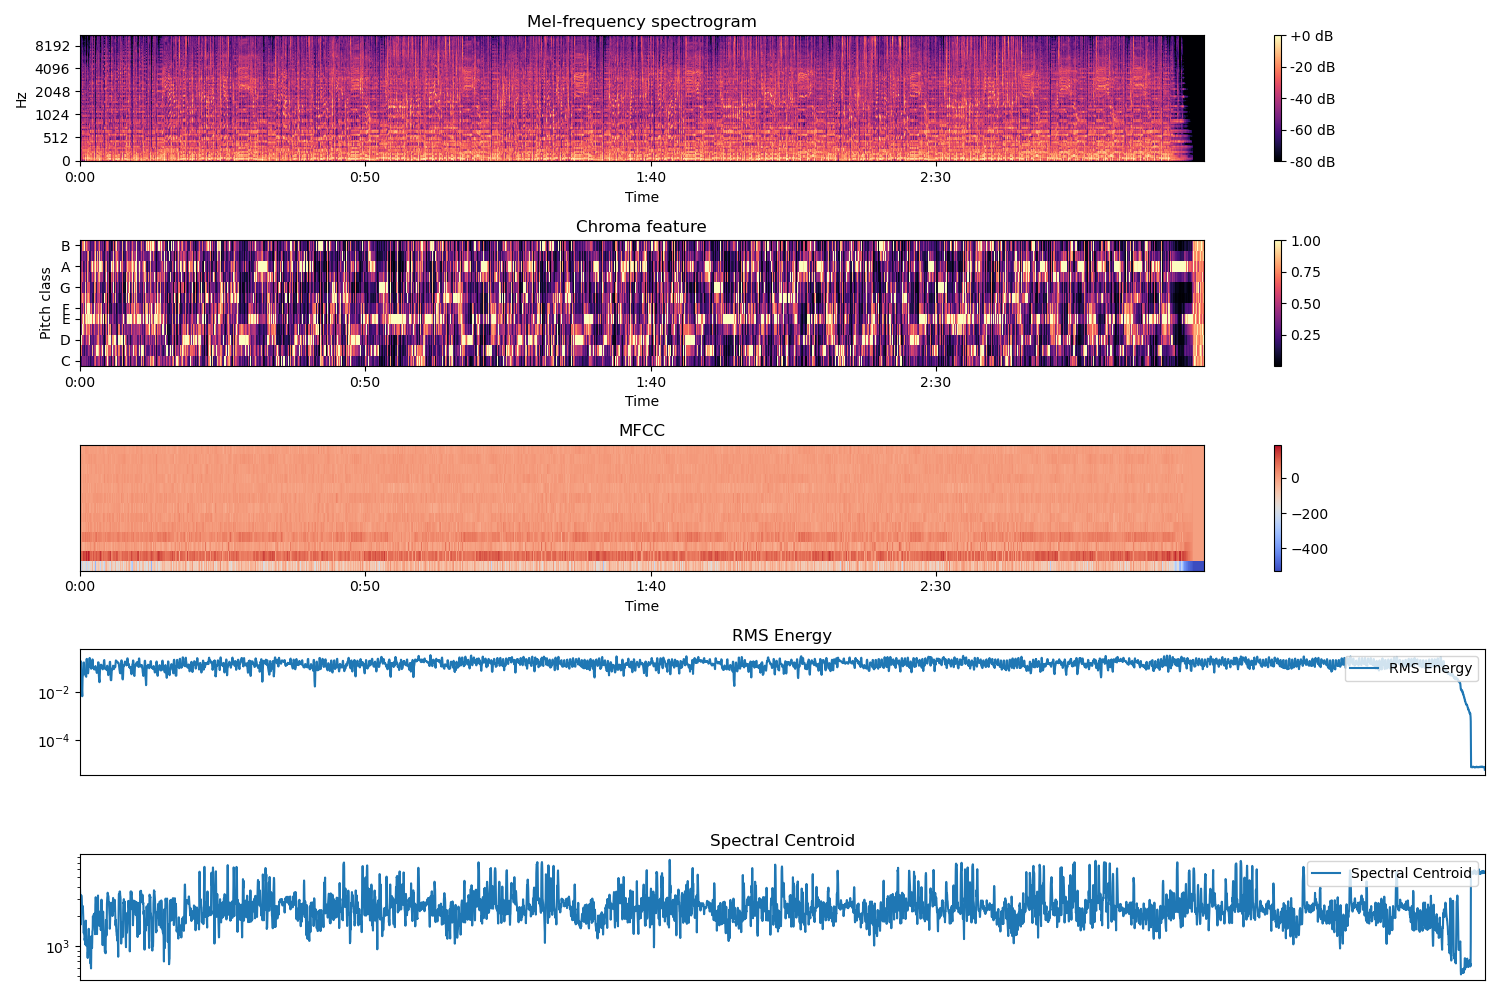 Mel-frequency spectrogram
8192
4096
2048
1024
512
0
Hz
0:00 0:50 1:40 2:30
Time
+0 dB
-20 dB
-40 dB
-60 dB
-80 dB
Chroma feature
B
A
G
F
E
D
C
Pitch class
0:00 0:50 1:40 2:30
Time
1.00
0.75
0.50
0.25
MFCC
0:00 0:50 1:40 2:30
Time
0
−200
−400
RMS Energy
10⁻²
10⁻⁴
RMS Energy
Spectral Centroid
10³
Spectral Centroid